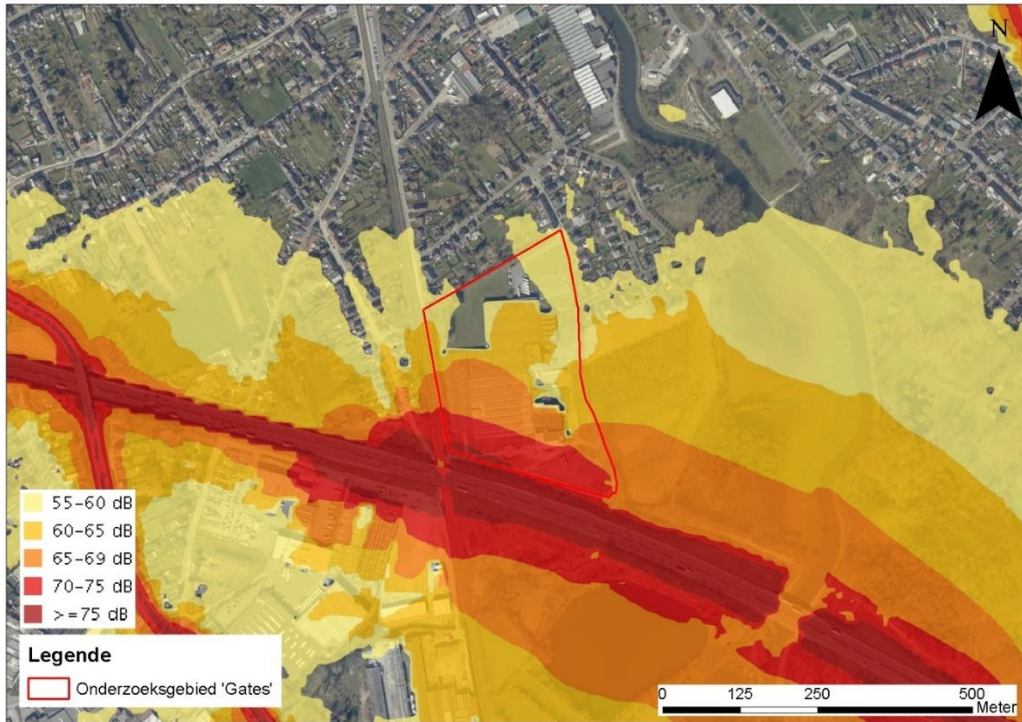 N
55-60 dB
60-65 dB
65-69 dB
70-75 dB
>=75 dB
Legende
Onderzoeksgebied 'Gates'
0 125 250 500
Meter